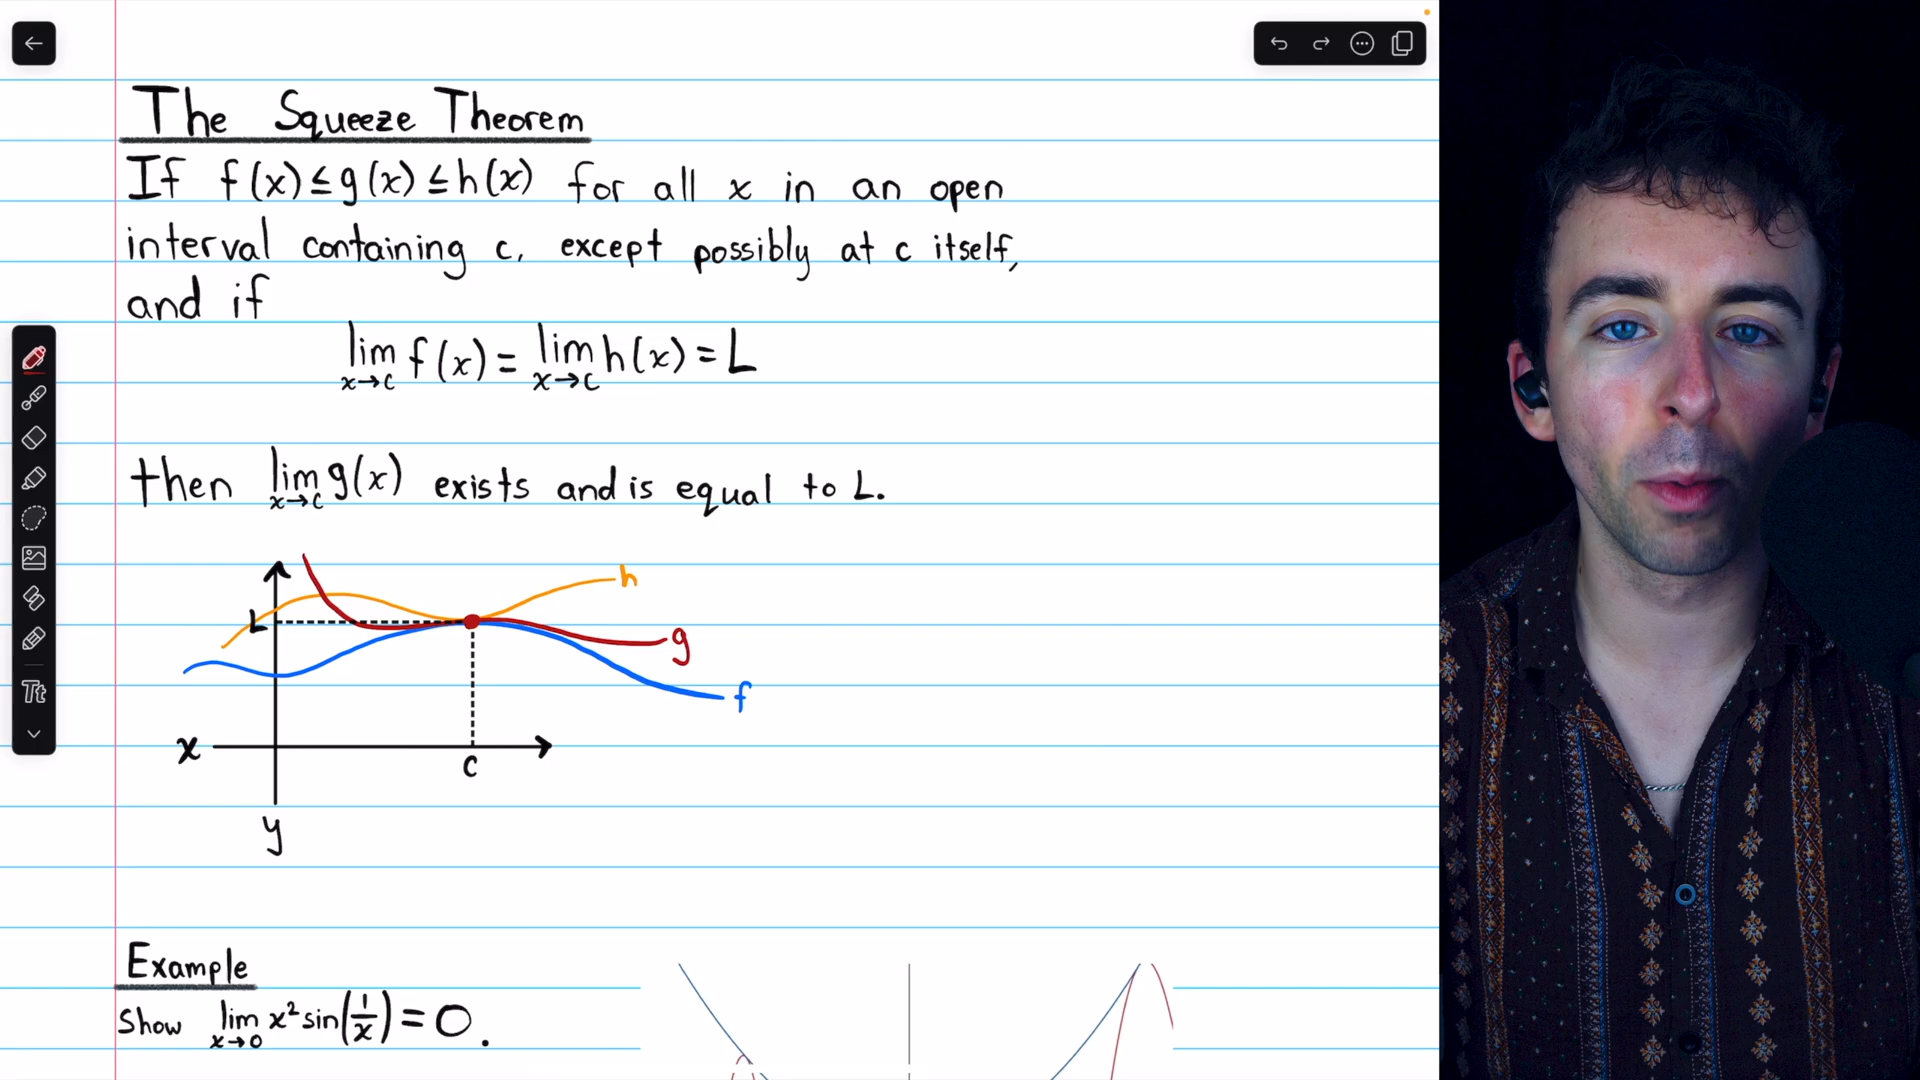 The Squeeze Theorem
If f(x)≤g(x)≤h(x) for all x in an open
interval containing c, except possibly at c itself,
and if
lim x→c f(x) = lim x→c h(x) = L
then lim x→c g(x) exists and is equal to L.
h
L
g
f
x
c
y
Example
Show lim x→0 x² sin(1/x) = 0.
Tt